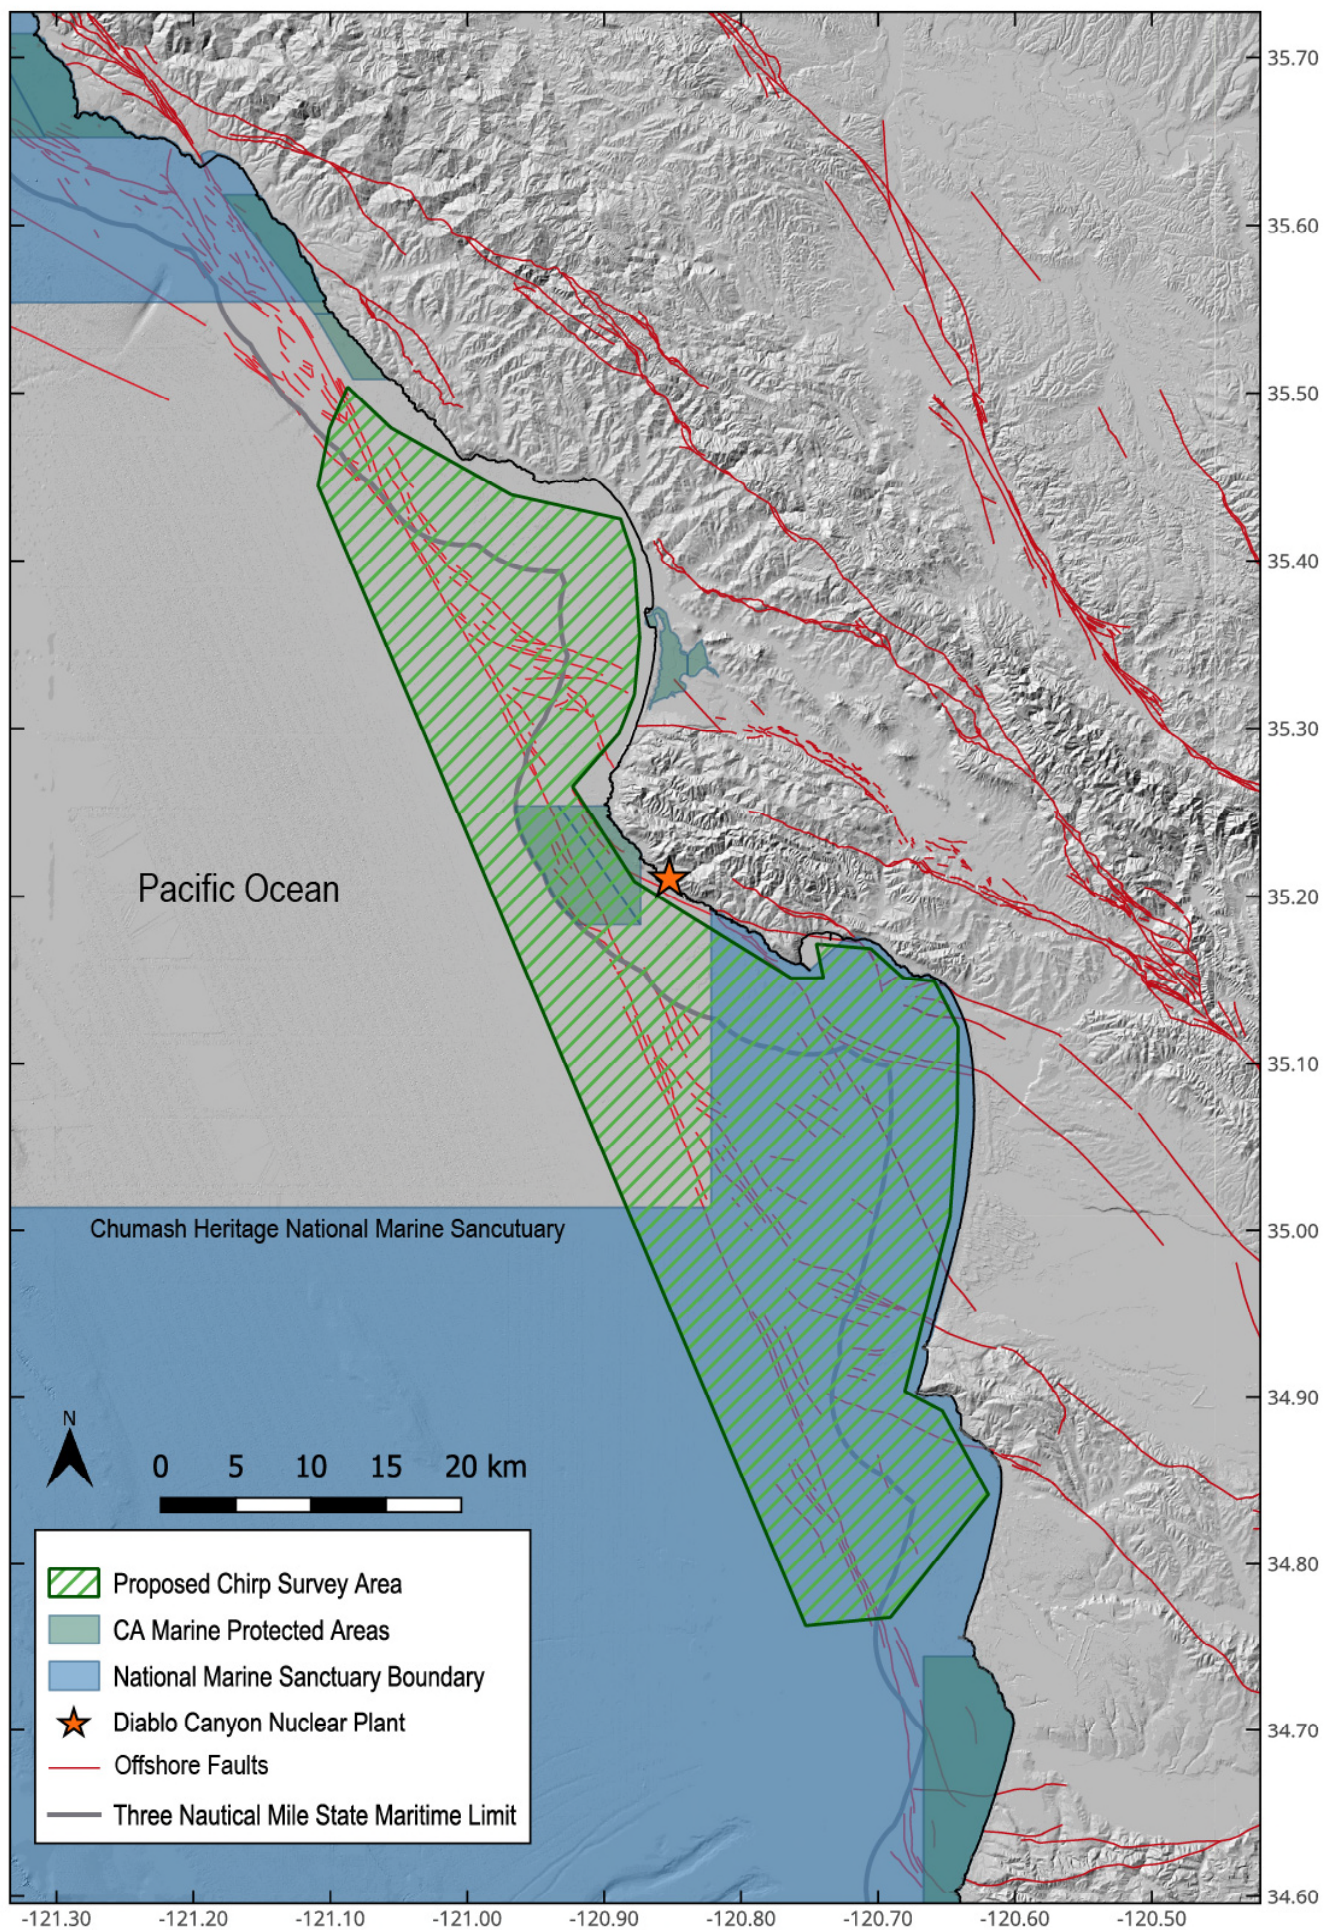 35.70
35.60
35.50
35.40
35.30
35.20
Pacific Ocean
35.10
35.00
Chumash Heritage National Marine Sancutuary
34.90
N
0 5 10 15 20 km
Proposed Chirp Survey Area
CA Marine Protected Areas
National Marine Sanctuary Boundary
Diablo Canyon Nuclear Plant
Offshore Faults
Three Nautical Mile State Maritime Limit
34.80
34.70
34.60
-121.30 -121.20 -121.10 -121.00 -120.90 -120.80 -120.70 -120.60 -120.50